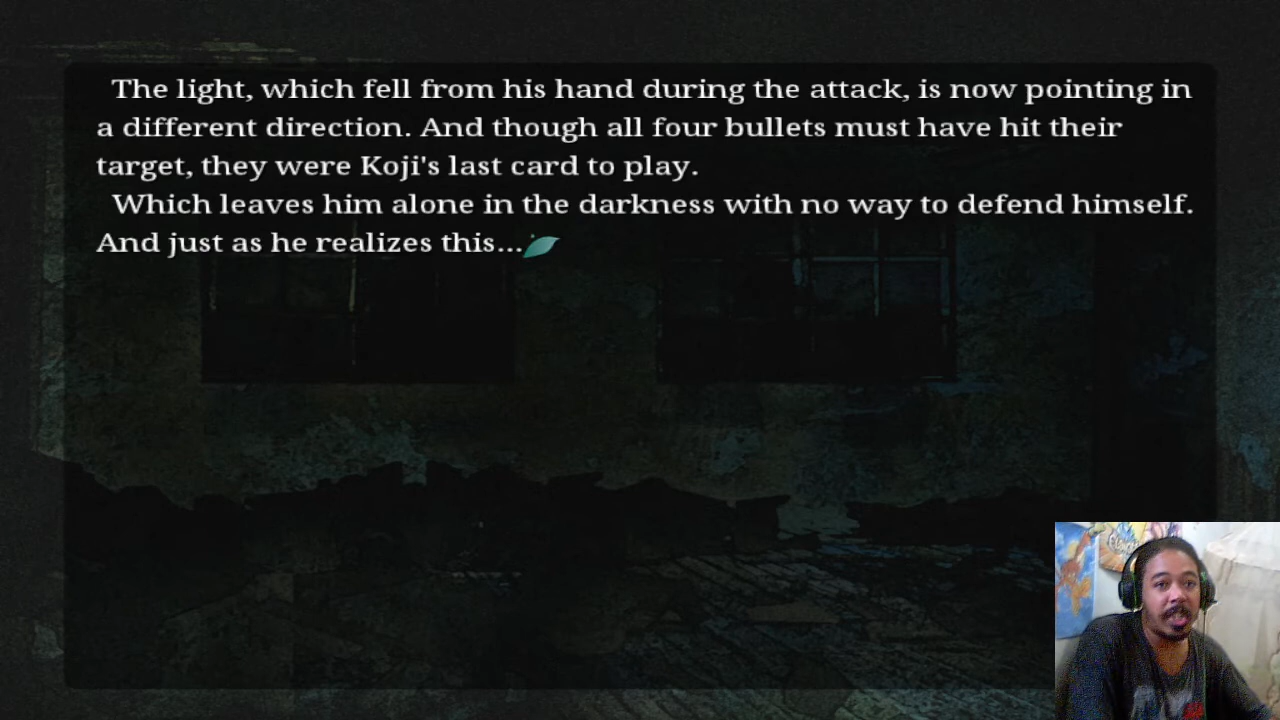 The light, which fell from his hand during the attack, is now pointing in
a different direction. And though all four bullets must have hit their
target, they were Koji's last card to play.
Which leaves him alone in the darkness with no way to defend himself.
And just as he realizes this...